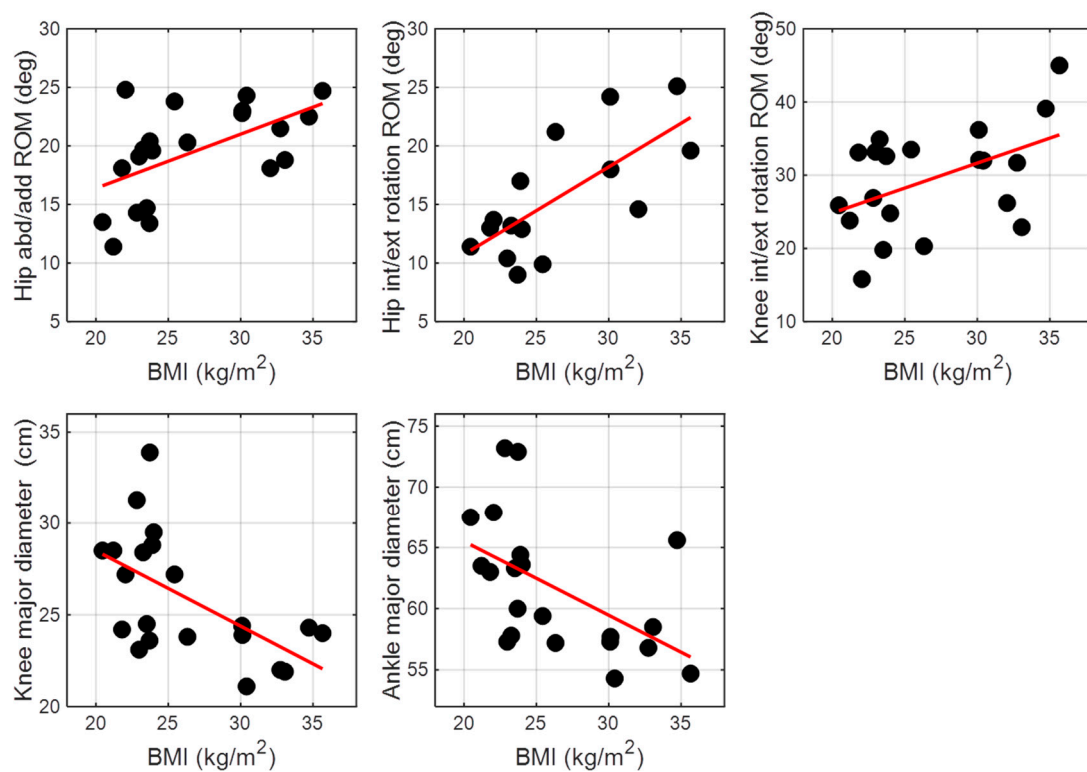 Hip abd/add ROM (deg)
30
25
20
15
10
5
20 25 30 35
BMI (kg/m²)
Hip int/ext rotation ROM (deg)
30
25
20
15
10
5
20 25 30 35
BMI (kg/m²)
Knee int/ext rotation ROM (deg)
50
40
30
20
10
20 25 30 35
BMI (kg/m²)
Knee major diameter (cm)
35
30
25
20
20 25 30 35
BMI (kg/m²)
Ankle major diameter (cm)
75
70
65
60
55
20 25 30 35
BMI (kg/m²)